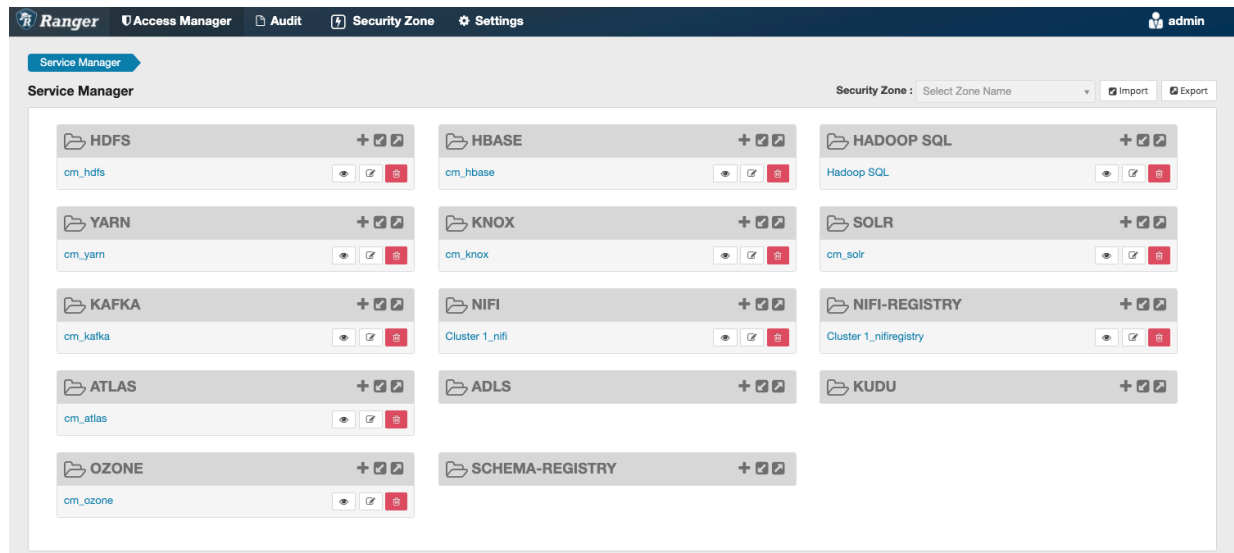 Ranger Access Manager Audit Security Zone Settings admin
Service Manager
Service Manager Security Zone : Select Zone Name Import Export
HDFS HBASE HADOOP SQL
cm_hdfs cm_hbase Hadoop SQL
YARN KNOX SOLR
cm_yarn cm_knox cm_solr
KAFKA NIFI NIFI-REGISTRY
cm_kafka Cluster 1_nifi Cluster 1_nifiregistry
ATLAS ADLS KUDU
cm_atlas
OZONE SCHEMA-REGISTRY
cm_ozone